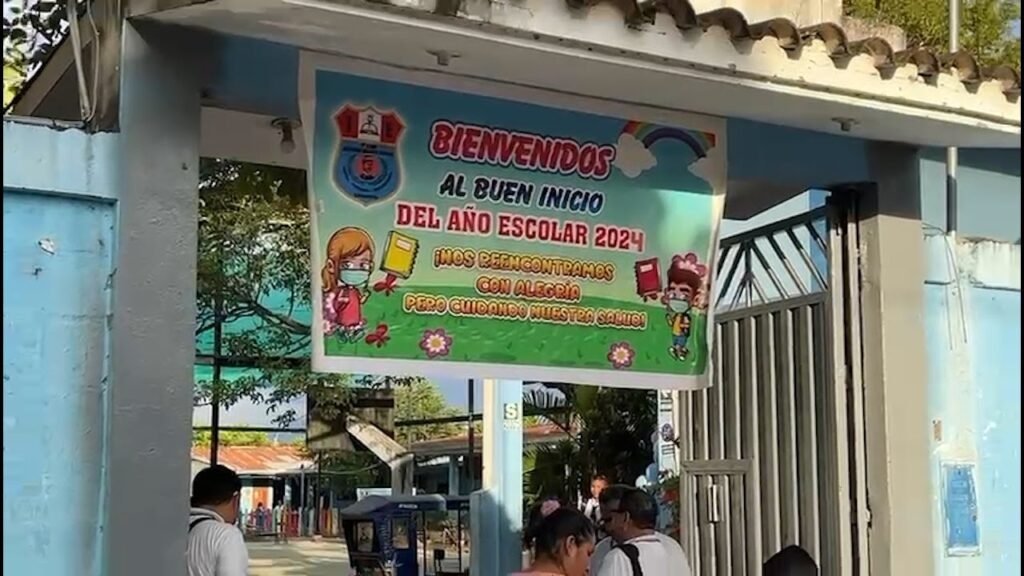 BIENVENIDOS
AL BUEN INICIO
DEL AÑO ESCOLAR 2024
¡NOS REENCONTRAMOS
CON ALEGRÍA
PERO CUIDANDO NUESTRA SALUD!
I E
S